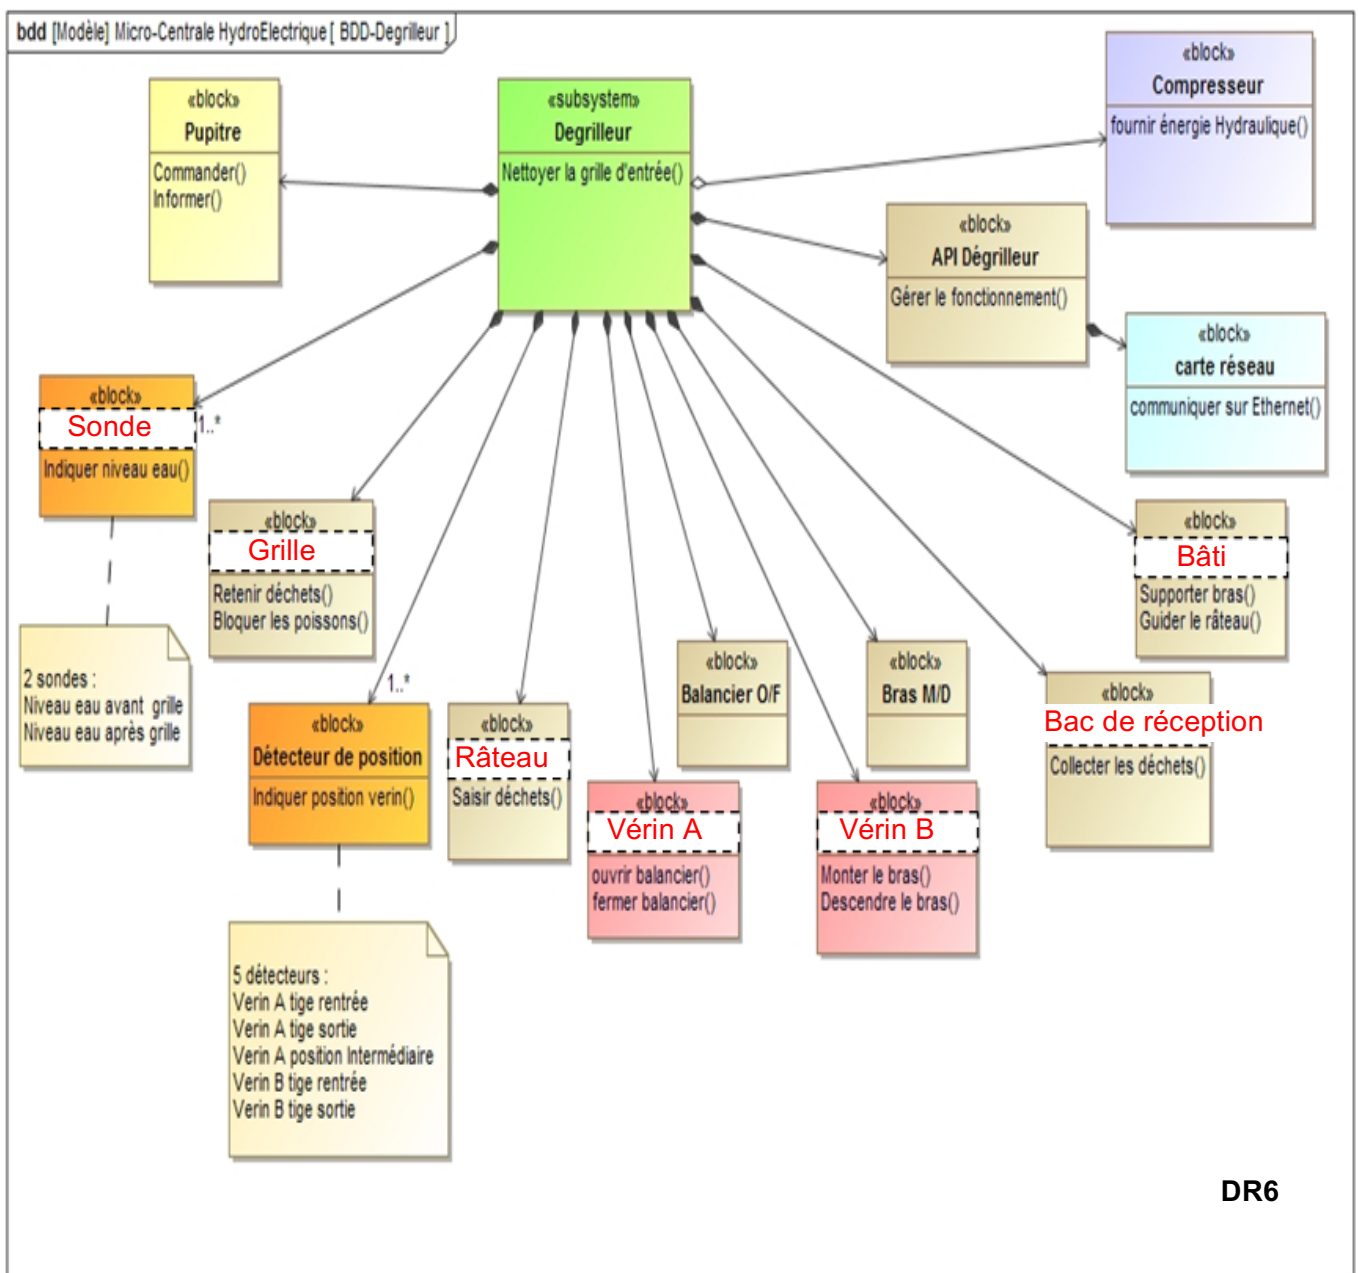 bdd [Modèle] Micro-Centrale HydroElectrique [ BDD-Degrilleur ]
«block»
Pupitre
Commander()
Informer()
«subsystem»
Degrilleur
Nettoyer la grille d'entrée()
«block»
Compresseur
fournir énergie Hydraulique()
«block»
API Dégrilleur
Gérer le fonctionnement()
«block»
carte réseau
communiquer sur Ethernet()
«block»
Sonde
1..*
Indiquer niveau eau()
«block»
Grille
Retenir déchets()
Bloquer les poissons()
«block»
Bâti
Supporter bras()
Guider le râteau()
2 sondes :
Niveau eau avant grille
Niveau eau après grille
1..*
«block»
Détecteur de position
Indiquer position verin()
«block»
Râteau
Saisir déchets()
«block»
Balancier O/F
«block»
Bras M/D
«block»
Bac de réception
Collecter les déchets()
«block»
Vérin A
ouvrir balancier()
fermer balancier()
«block»
Vérin B
Monter le bras()
Descendre le bras()
5 détecteurs :
Verin A tige rentrée
Verin A tige sortie
Verin A position Intermédiaire
Verin B tige rentrée
Verin B tige sortie
DR6